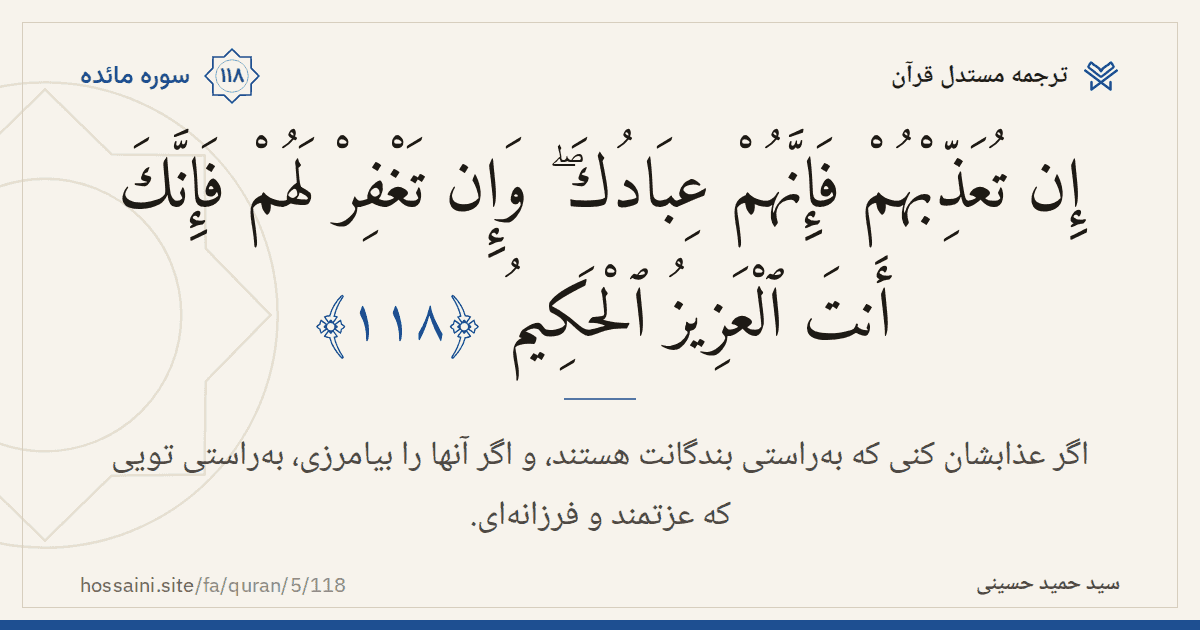 ترجمه مستدل قرآن
سوره مائده ۱۱۸
إِن تُعَذِّبْهُمْ فَإِنَّهُمْ عِبَادُكَ ۖ وَإِن تَغْفِرْ لَهُمْ فَإِنَّكَ
أَنتَ ٱلْعَزِيزُ ٱلْحَكِيمُ ﴿١١٨﴾
اگر عذابشان کنی که به‌راستی بندگانت هستند، و اگر آنها را بیامرزی، به‌راستی تویی
که عزتمند و فرزانه‌ای.
سید حمید حسینی
hossaini.site/fa/quran/5/118